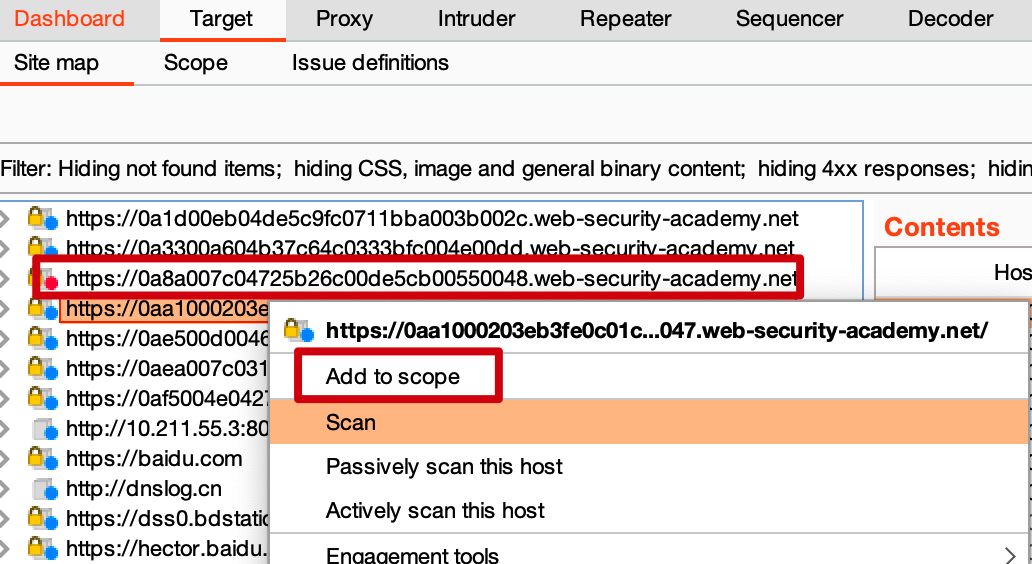 Dashboard Target Proxy Intruder Repeater Sequencer Decoder
Site map Scope Issue definitions
Filter: Hiding not found items; hiding CSS, image and general binary content; hiding 4xx responses; hidin
https://0a1d00eb04de5c9fc0711bba003b002c.web-security-academy.net
Contents
https://0a3300a604b37c64c0333bfc004e00dd.web-security-academy.net
https://0a8a007c04725b26c00de5cb00550048.web-security-academy.net
Hos
https://0aa1000203e
https://0aa1000203eb3fe0c01c...047.web-security-academy.net/
https://0ae500d0046
https://0aea007c031
Add to scope
https://0af5004e0427
Scan
http://10.211.55.3:80
https://baidu.com
Passively scan this host
http://dnslog.cn
Actively scan this host
https://dss0.bdstatic
https://hector.baidu.
Engagement tools